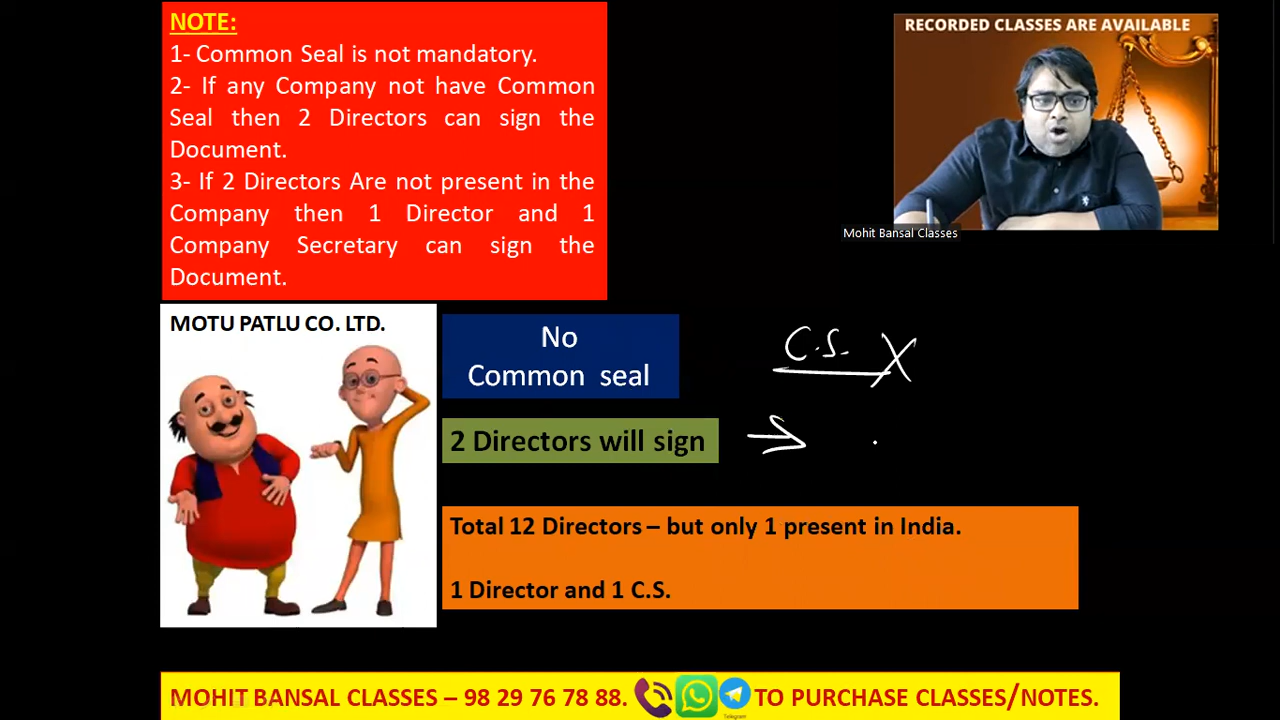 NOTE:
1- Common Seal is not mandatory.
2- If any Company not have Common
Seal then 2 Directors can sign the
Document.
3- If 2 Directors Are not present in the
Company then 1 Director and 1
Company Secretary can sign the
Document.
RECORDED CLASSES ARE AVAILABLE
Mohit Bansal Classes
MOTU PATLU CO. LTD.
No
Common seal
C.S. X
2 Directors will sign
Total 12 Directors – but only 1 present in India.
1 Director and 1 C.S.
MOHIT BANSAL CLASSES – 98 29 76 78 88. TO PURCHASE CLASSES/NOTES.
Telegram